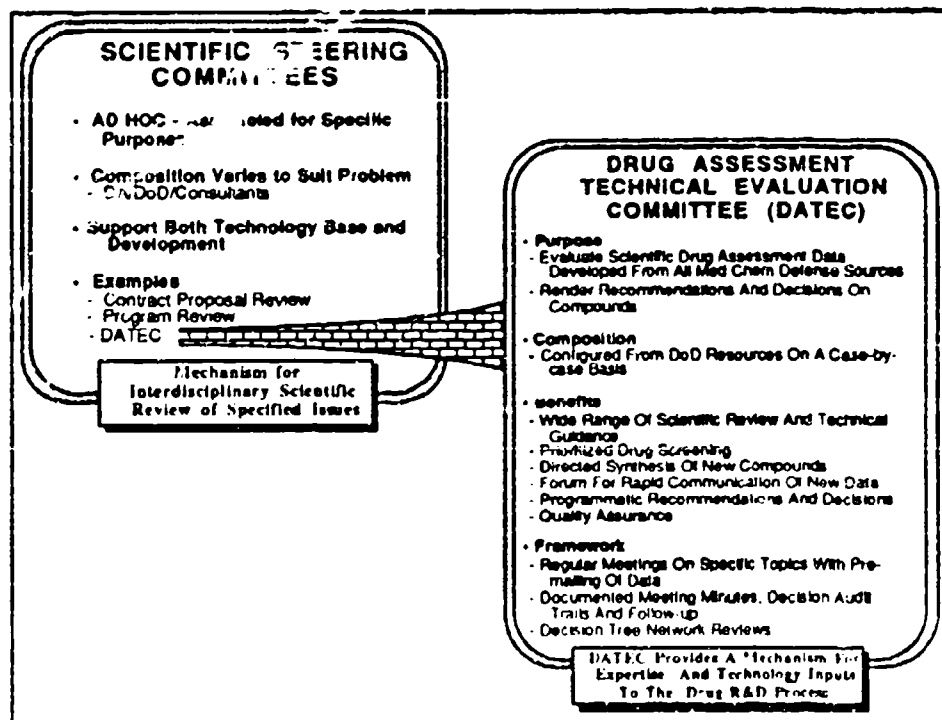 SCIENTIFIC STEERING
COMMITTEES
• AD HOC - for Specific
Purposes
• Composition Varies to Suit Problem
- /DoD/Consultants
• Support Both Technology Base and
Development
• Examples
- Contract Proposal Review
- Program Review
- DATEC
Mechanism for
Interdisciplinary Scientific
Review of Specified Issues
DRUG ASSESSMENT
TECHNICAL EVALUATION
COMMITTEE (DATEC)
• Purpose
- Evaluate Scientific Drug Assessment Data
Developed From All Med Chem Defense Sources
- Render Recommendations And Decisions On
Compounds
• Composition
- Configured From DoD Resources On A Case-by-
case Basis
• Benefits
- Wide Range Of Scientific Review And Technical
Guidance
- Prioritized Drug Screening
- Directed Synthesis Of New Compounds
- Forum For Rapid Communication Of New Data
- Programmatic Recommendations And Decisions
- Quality Assurance
• Framework
- Regular Meetings On Specific Topics With Pre-
mailing Of Data
- Documented Meeting Minutes, Decision Audit
Trails And Follow-up
- Decision Tree Network Reviews
DATEC Provides A Mechanism For
Expertise And Technology Inputs
To The Drug R&D Process